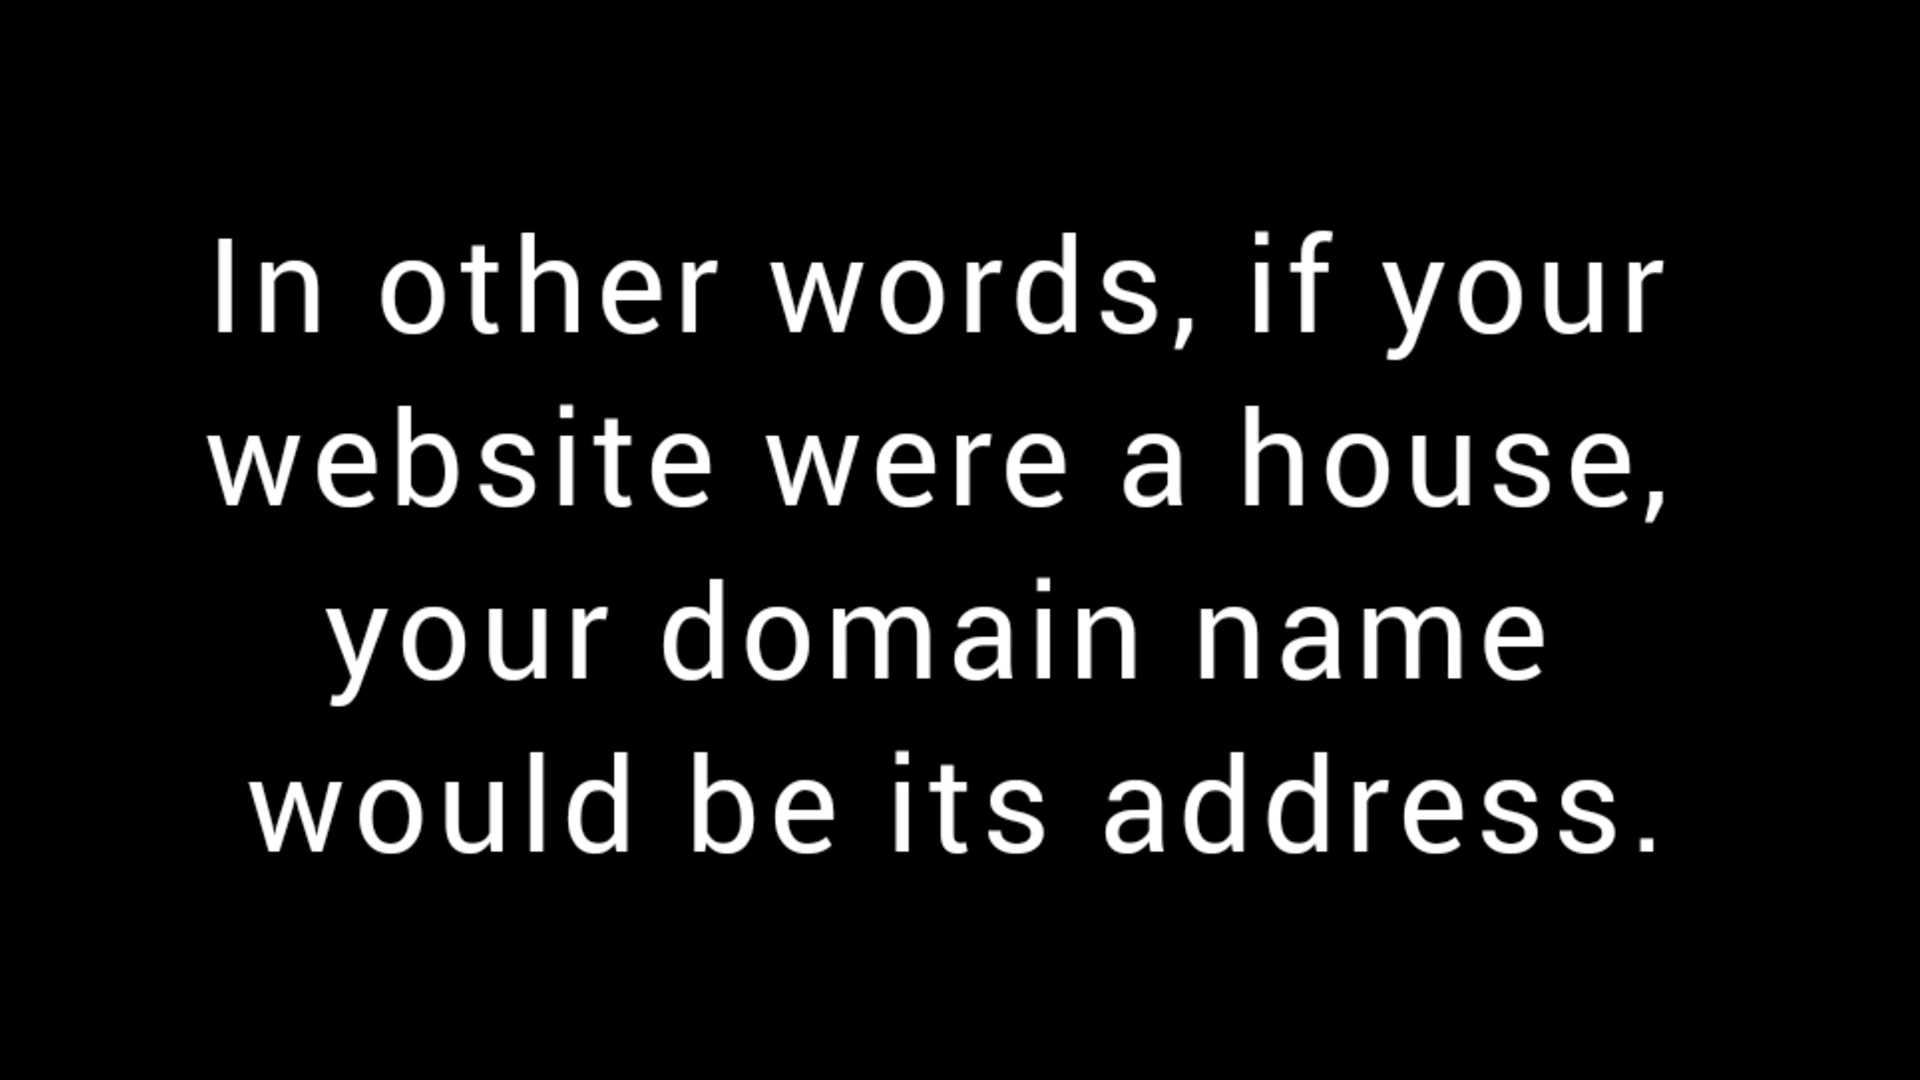 In other words, if your
website were a house,
your domain name
would be its address.